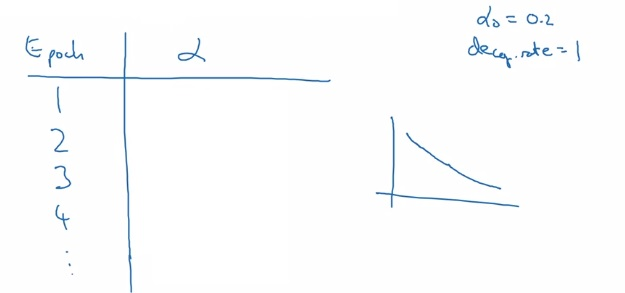 Epoch α
1
2
3
4
⋮
α₀ = 0.2
decay.rate = 1